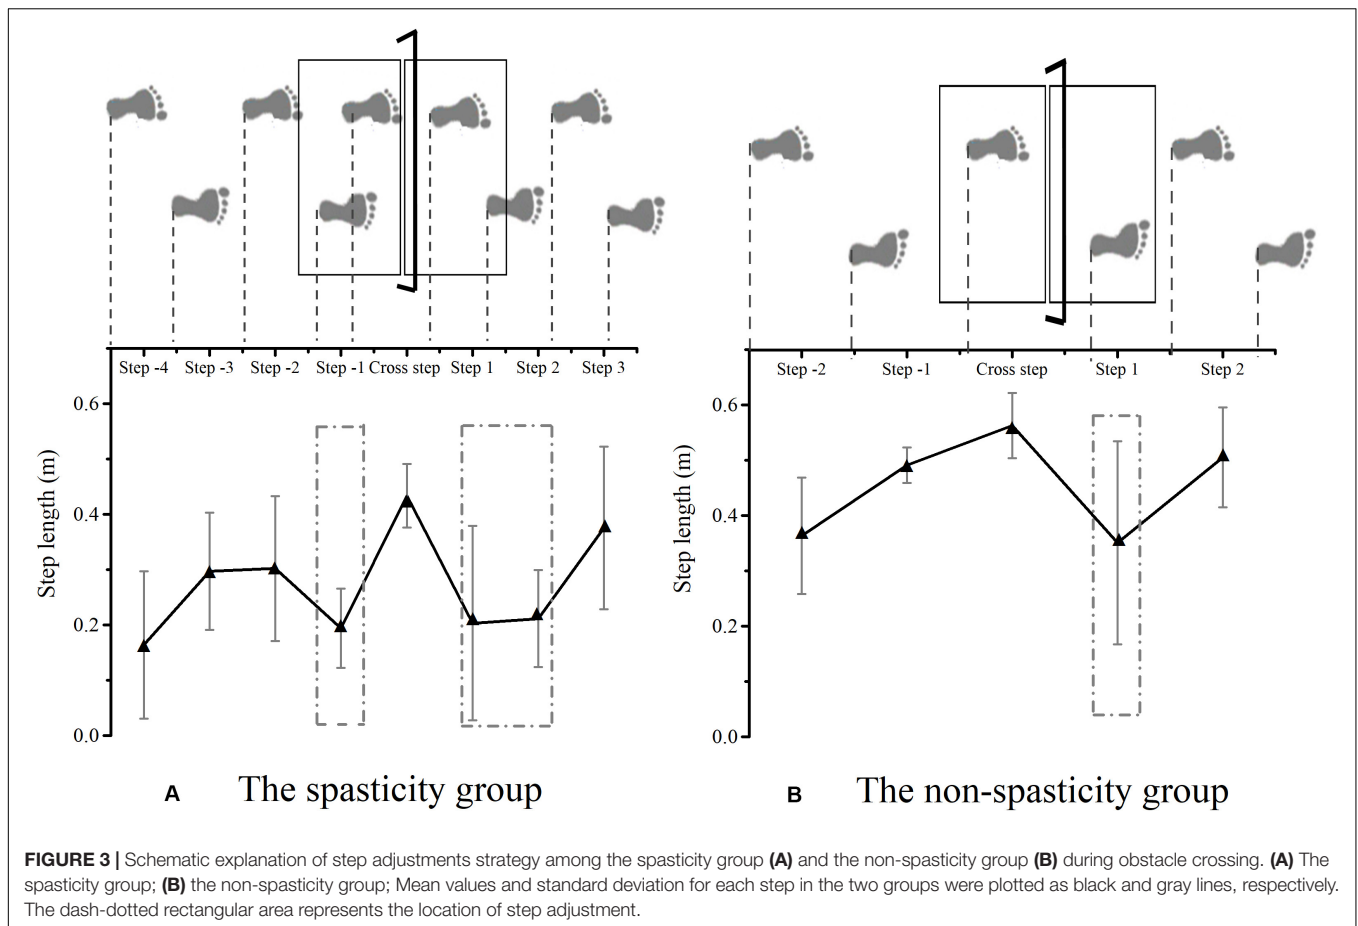 Step -4 Step -3 Step -2 Step -1 Cross step Step 1 Step 2 Step 3
0.6
0.4
0.2
0.0
Step length (m)
A The spasticity group
Step -2 Step -1 Cross step Step 1 Step 2
0.6
0.4
0.2
0.0
Step length (m)
B The non-spasticity group
FIGURE 3 | Schematic explanation of step adjustments strategy among the spasticity group (A) and the non-spasticity group (B) during obstacle crossing. (A) The
spasticity group; (B) the non-spasticity group; Mean values and standard deviation for each step in the two groups were plotted as black and gray lines, respectively.
The dash-dotted rectangular area represents the location of step adjustment.